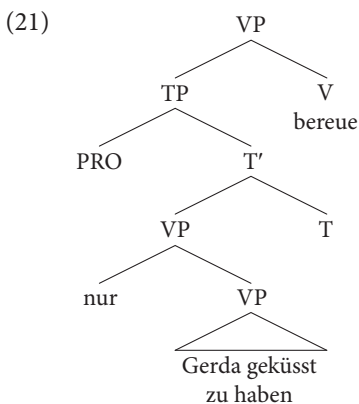 (21) VP
TP V
bereue
PRO T′
VP T
nur VP
Gerda geküsst
zu haben